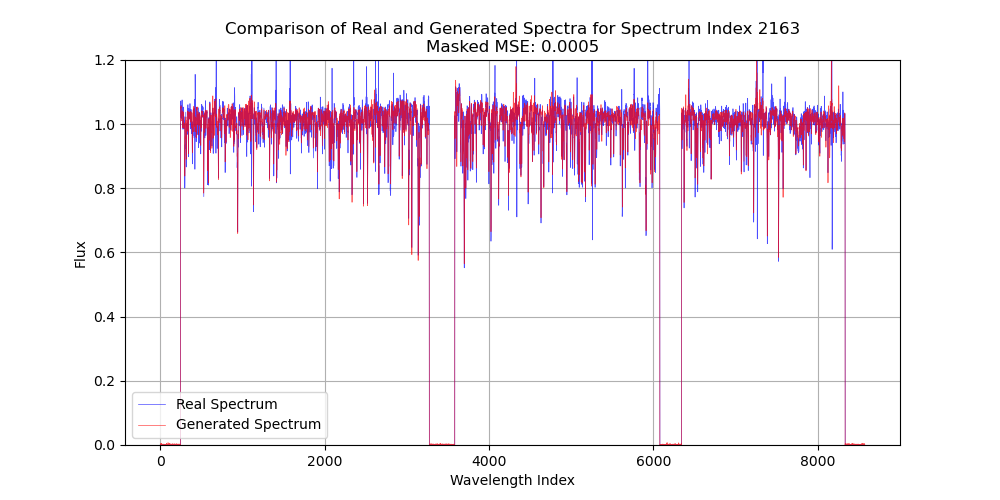 Comparison of Real and Generated Spectra for Spectrum Index 2163
Masked MSE: 0.0005
1.2
1.0
0.8
0.6
0.4
0.2
0.0
Flux
Real Spectrum
Generated Spectrum
0 2000 4000 6000 8000
Wavelength Index